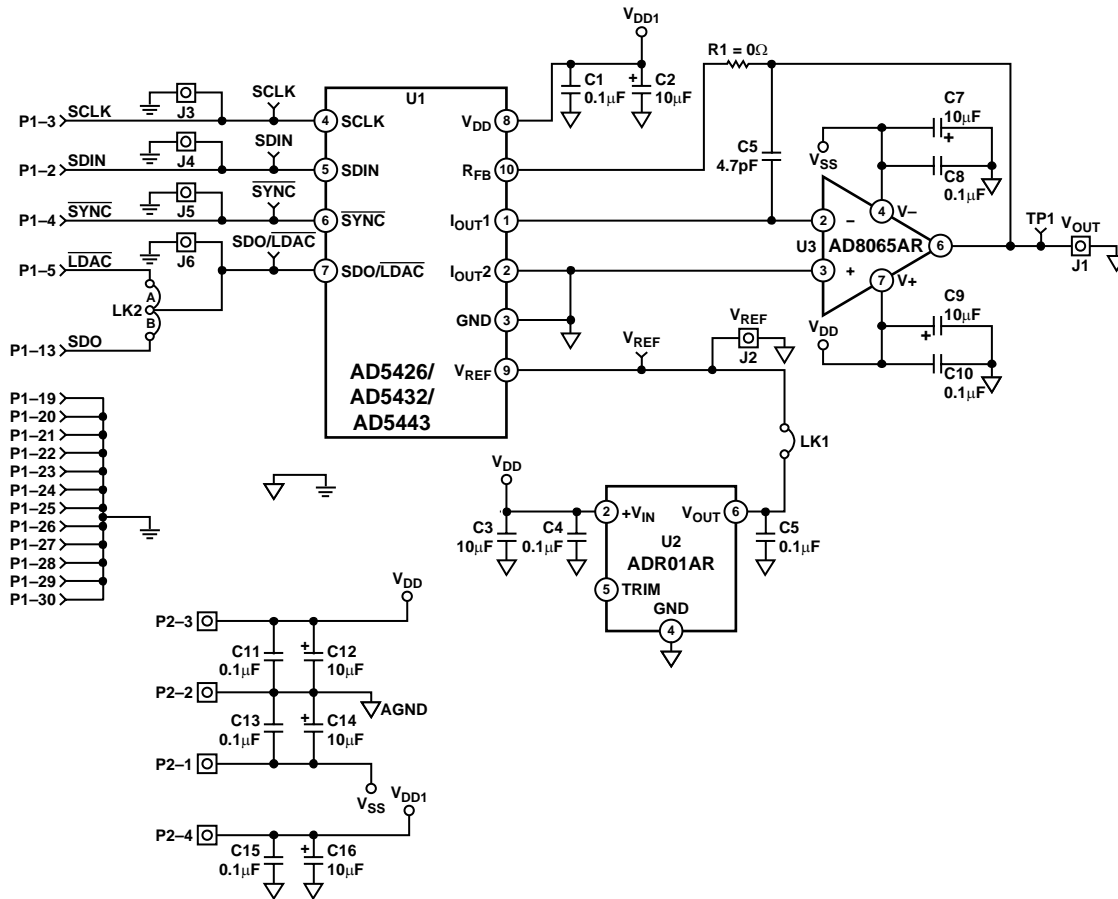 VDD1
R1 = 0Ω
C1
0.1µF
C2
10µF
U1
P1–3
SCLK
J3
SCLK
4
SCLK
VDD
8
P1–2
SDIN
J4
SDIN
5
SDIN
RFB
10
P1–4
SYNC
J5
SYNC
6
SYNC
IOUT1
1
P1–5
LDAC
J6
SDO/LDAC
7
SDO/LDAC
IOUT2
2
GND
3
VREF
9
AD5426/
AD5432/
AD5443
LK2
A
B
P1–13
SDO
C5
4.7pF
VSS
C7
10µF
+
C8
0.1µF
2
–
4
V–
U3
AD8065AR
6
3
+
7
V+
TP1
VOUT
J1
VDD
C9
10µF
+
C10
0.1µF
VREF
VREF
J2
LK1
P1–19
P1–20
P1–21
P1–22
P1–23
P1–24
P1–25
P1–26
P1–27
P1–28
P1–29
P1–30
VDD
C3
10µF
C4
0.1µF
2
+VIN
VOUT
6
U2
ADR01AR
5
TRIM
GND
4
C5
0.1µF
VDD
P2–3
C11
0.1µF
+
C12
10µF
P2–2
AGND
C13
0.1µF
+
C14
10µF
P2–1
VSS
VDD1
P2–4
C15
0.1µF
+
C16
10µF